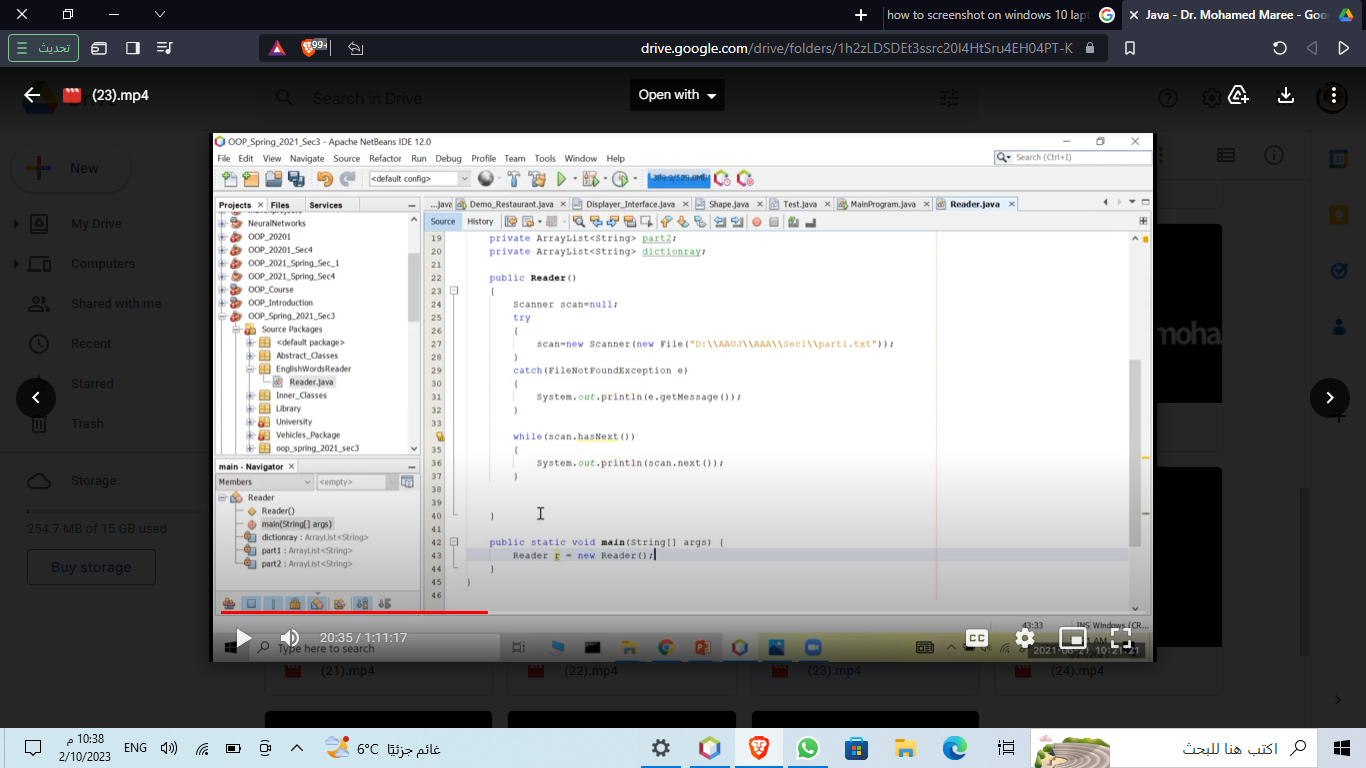 how to screenshot on windows 10 lapt
Java - Dr. Mohamed Maree - Goo
تحديث
99+
drive.google.com/drive/folders/1h2zLDSDEt3ssrc20I4HtSru4EH04PT-K
(23).mp4
Search in Drive
Open with
New
My Drive
Computers
Shared with me
Recent
Starred
Trash
Storage
254.7 MB of 15 GB used
Buy storage
OOP_Spring_2021_Sec3 - Apache NetBeans IDE 12.0
File Edit View Navigate Source Refactor Run Debug Profile Team Tools Window Help
Search (Ctrl+I)
<default config>
Projects Files Services
...java Demo_Restaurant.java Displayer_Interface.java Shape.java Test.java MainProgram.java Reader.java
Source History
NeuralNetworks
OOP_20201
OOP_20201_Sec4
OOP_2021_Spring_Sec_1
OOP_2021_Spring_Sec4
OOP_Course
OOP_Introduction
OOP_Spring_2021_Sec3
Source Packages
<default package>
Abstract_Classes
EnglishWordsReader
Reader.java
Inner_Classes
Library
University
Vehicles_Package
oop_spring_2021_sec3
main - Navigator
Members <empty>
Reader
Reader()
main(String[] args)
dictionray : ArrayList<String>
part1 : ArrayList<String>
part2 : ArrayList<String>
19 private ArrayList<String> part2;
20 private ArrayList<String> dictionray;
21
22 public Reader()
23 {
24 Scanner scan=null;
25 try
26 {
27 scan=new Scanner(new File("D:\\AAUJ\\AAA\\Sec1\\part1.txt"));
28 }
29 catch(FileNotFoundException e)
30 {
31 System.out.println(e.getMessage());
32 }
33
while(scan.hasNext())
35 {
36 System.out.println(scan.next());
37 }
38
39
40 }
41
42 public static void main(String[] args) {
43 Reader r = new Reader();
44 }
45 }
46
43:33 INS Windows (CR...
20:35 / 1:11:17
CC
Type here to search
2021-06-21 10:21:21
moha
(21).mp4
(22).mp4
(23).mp4
(24).mp4
10:38 م
2/10/2023
ENG
6°C غائم جزئيًا
اكتب هنا للبحث